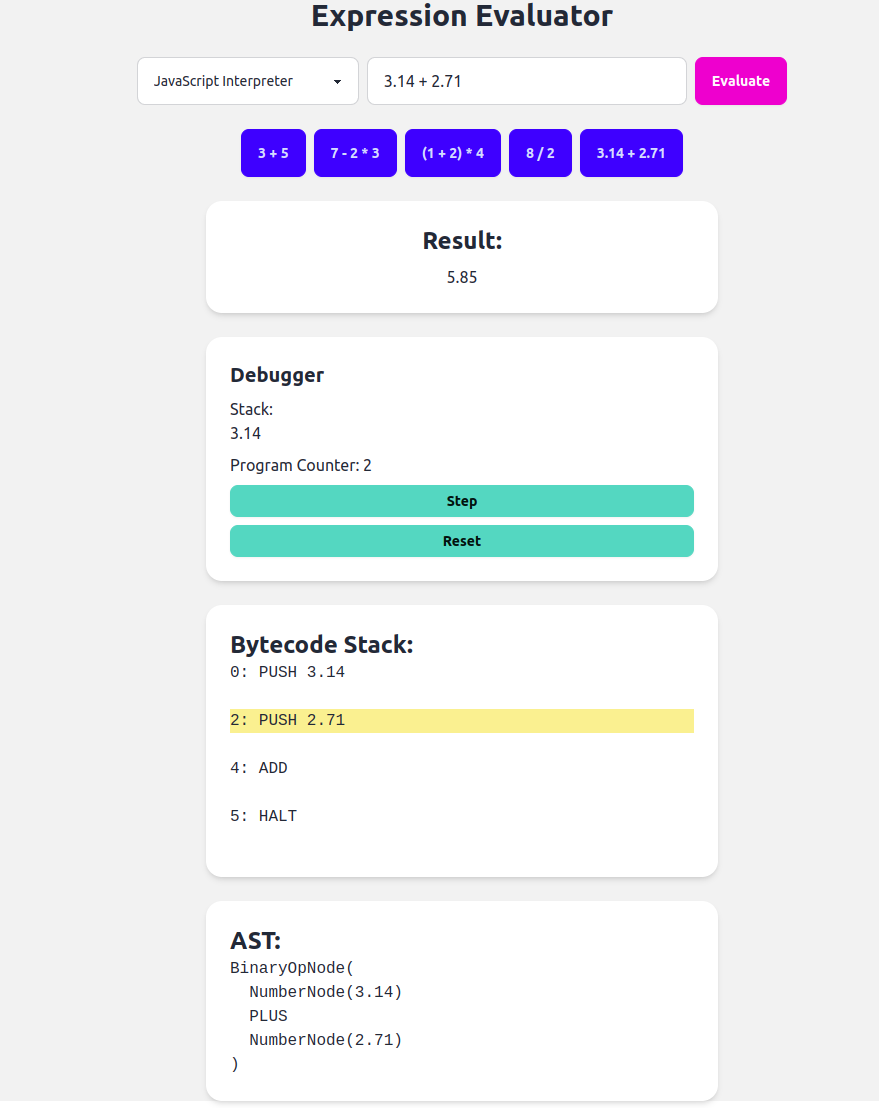 Expression Evaluator
JavaScript Interpreter 3.14 + 2.71 Evaluate
3 + 5 7 - 2 * 3 (1 + 2) * 4 8 / 2 3.14 + 2.71
Result:
5.85
Debugger
Stack:
3.14
Program Counter: 2
Step
Reset
Bytecode Stack:
0: PUSH 3.14
2: PUSH 2.71
4: ADD
5: HALT
AST:
BinaryOpNode(
  NumberNode(3.14)
  PLUS
  NumberNode(2.71)
)